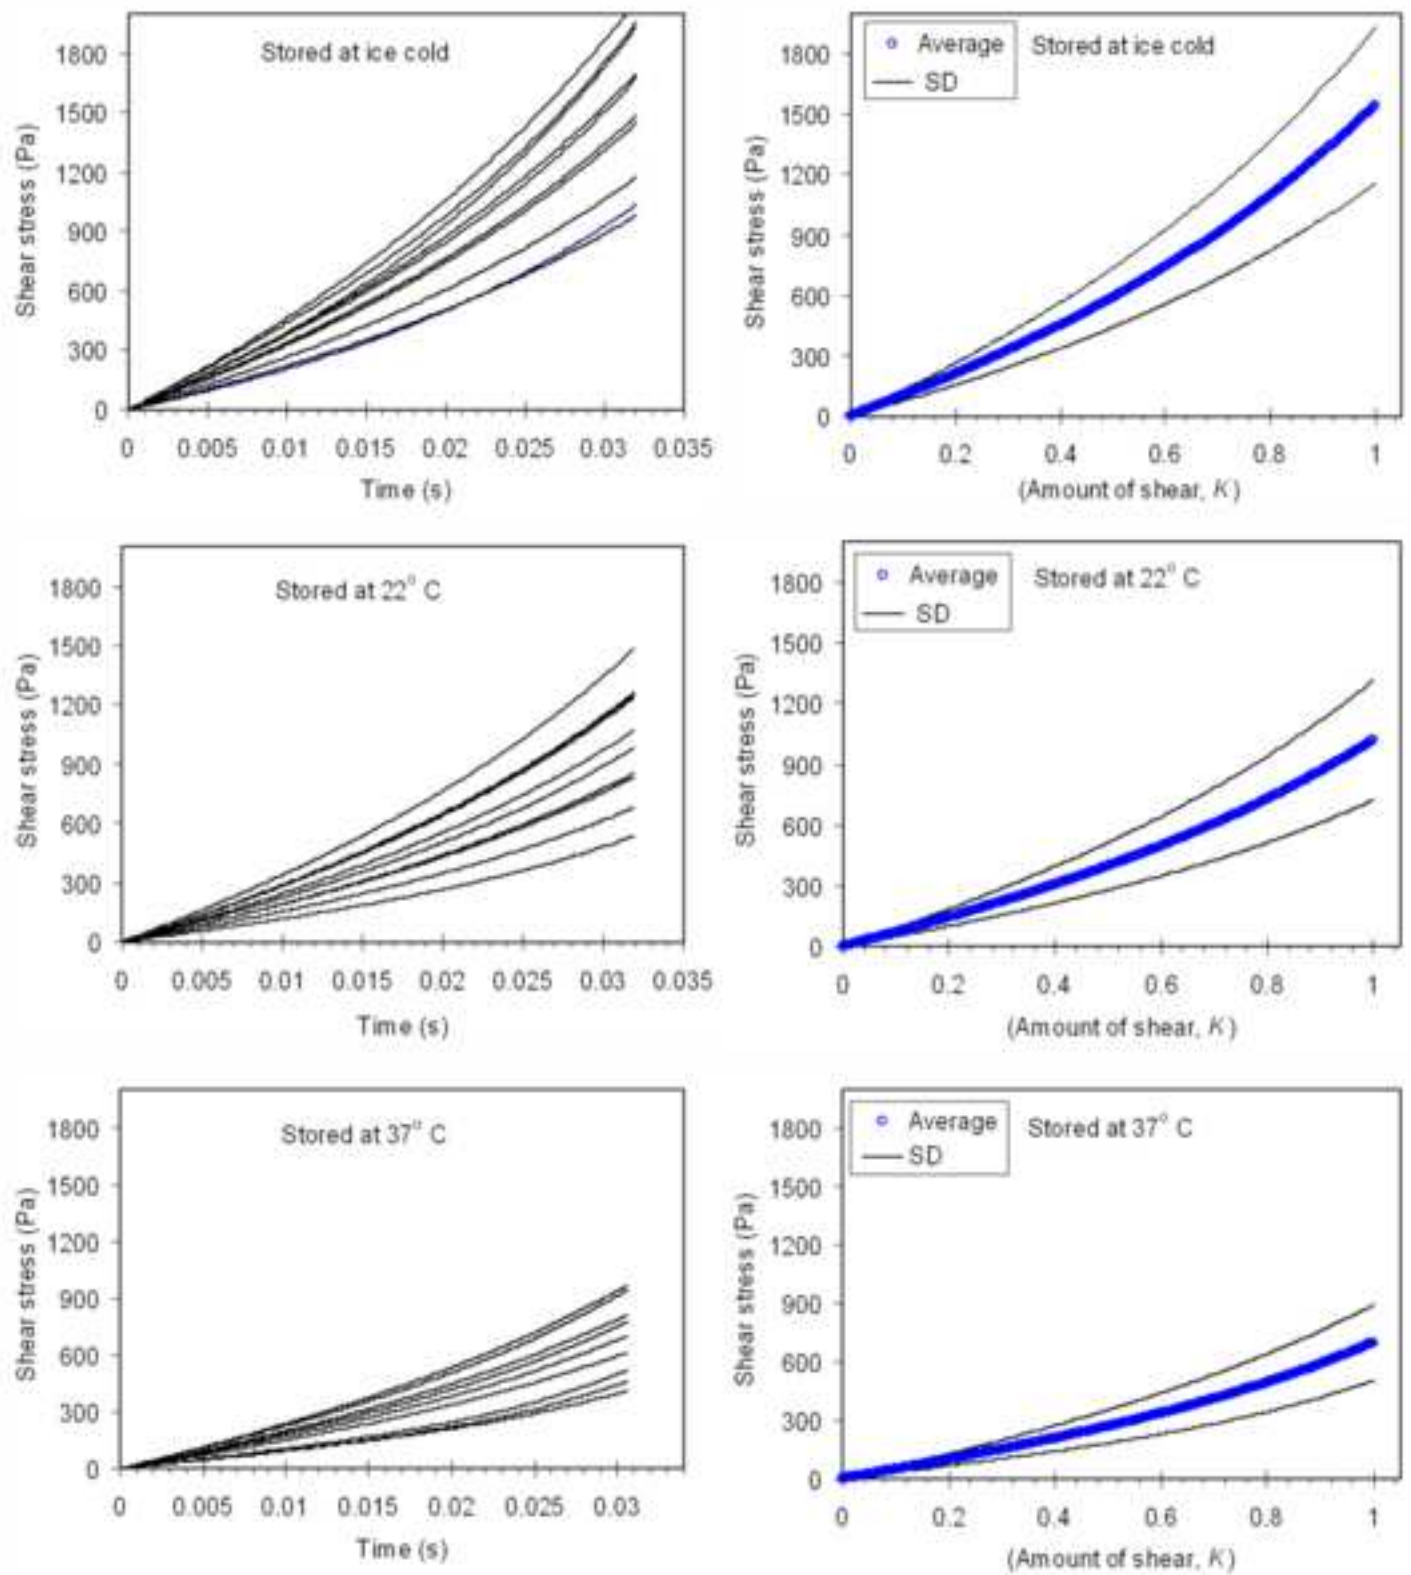 Stored at ice cold
Shear stress (Pa)
1800
1500
1200
900
600
300
0
0 0.005 0.01 0.015 0.02 0.025 0.03 0.035
Time (s)
Average
SD
Stored at ice cold
Shear stress (Pa)
1800
1500
1200
900
600
300
0
0 0.2 0.4 0.6 0.8 1
(Amount of shear, K)
Stored at 22° C
Shear stress (Pa)
1800
1500
1200
900
600
300
0
0 0.005 0.01 0.015 0.02 0.025 0.03 0.035
Time (s)
Average
SD
Stored at 22° C
Shear stress (Pa)
1800
1500
1200
900
600
300
0
0 0.2 0.4 0.6 0.8 1
(Amount of shear, K)
Stored at 37° C
Shear stress (Pa)
1800
1500
1200
900
600
300
0
0 0.005 0.01 0.015 0.02 0.025 0.03
Time (s)
Average
SD
Stored at 37° C
Shear stress (Pa)
1800
1500
1200
900
600
300
0
0 0.2 0.4 0.6 0.8 1
(Amount of shear, K)